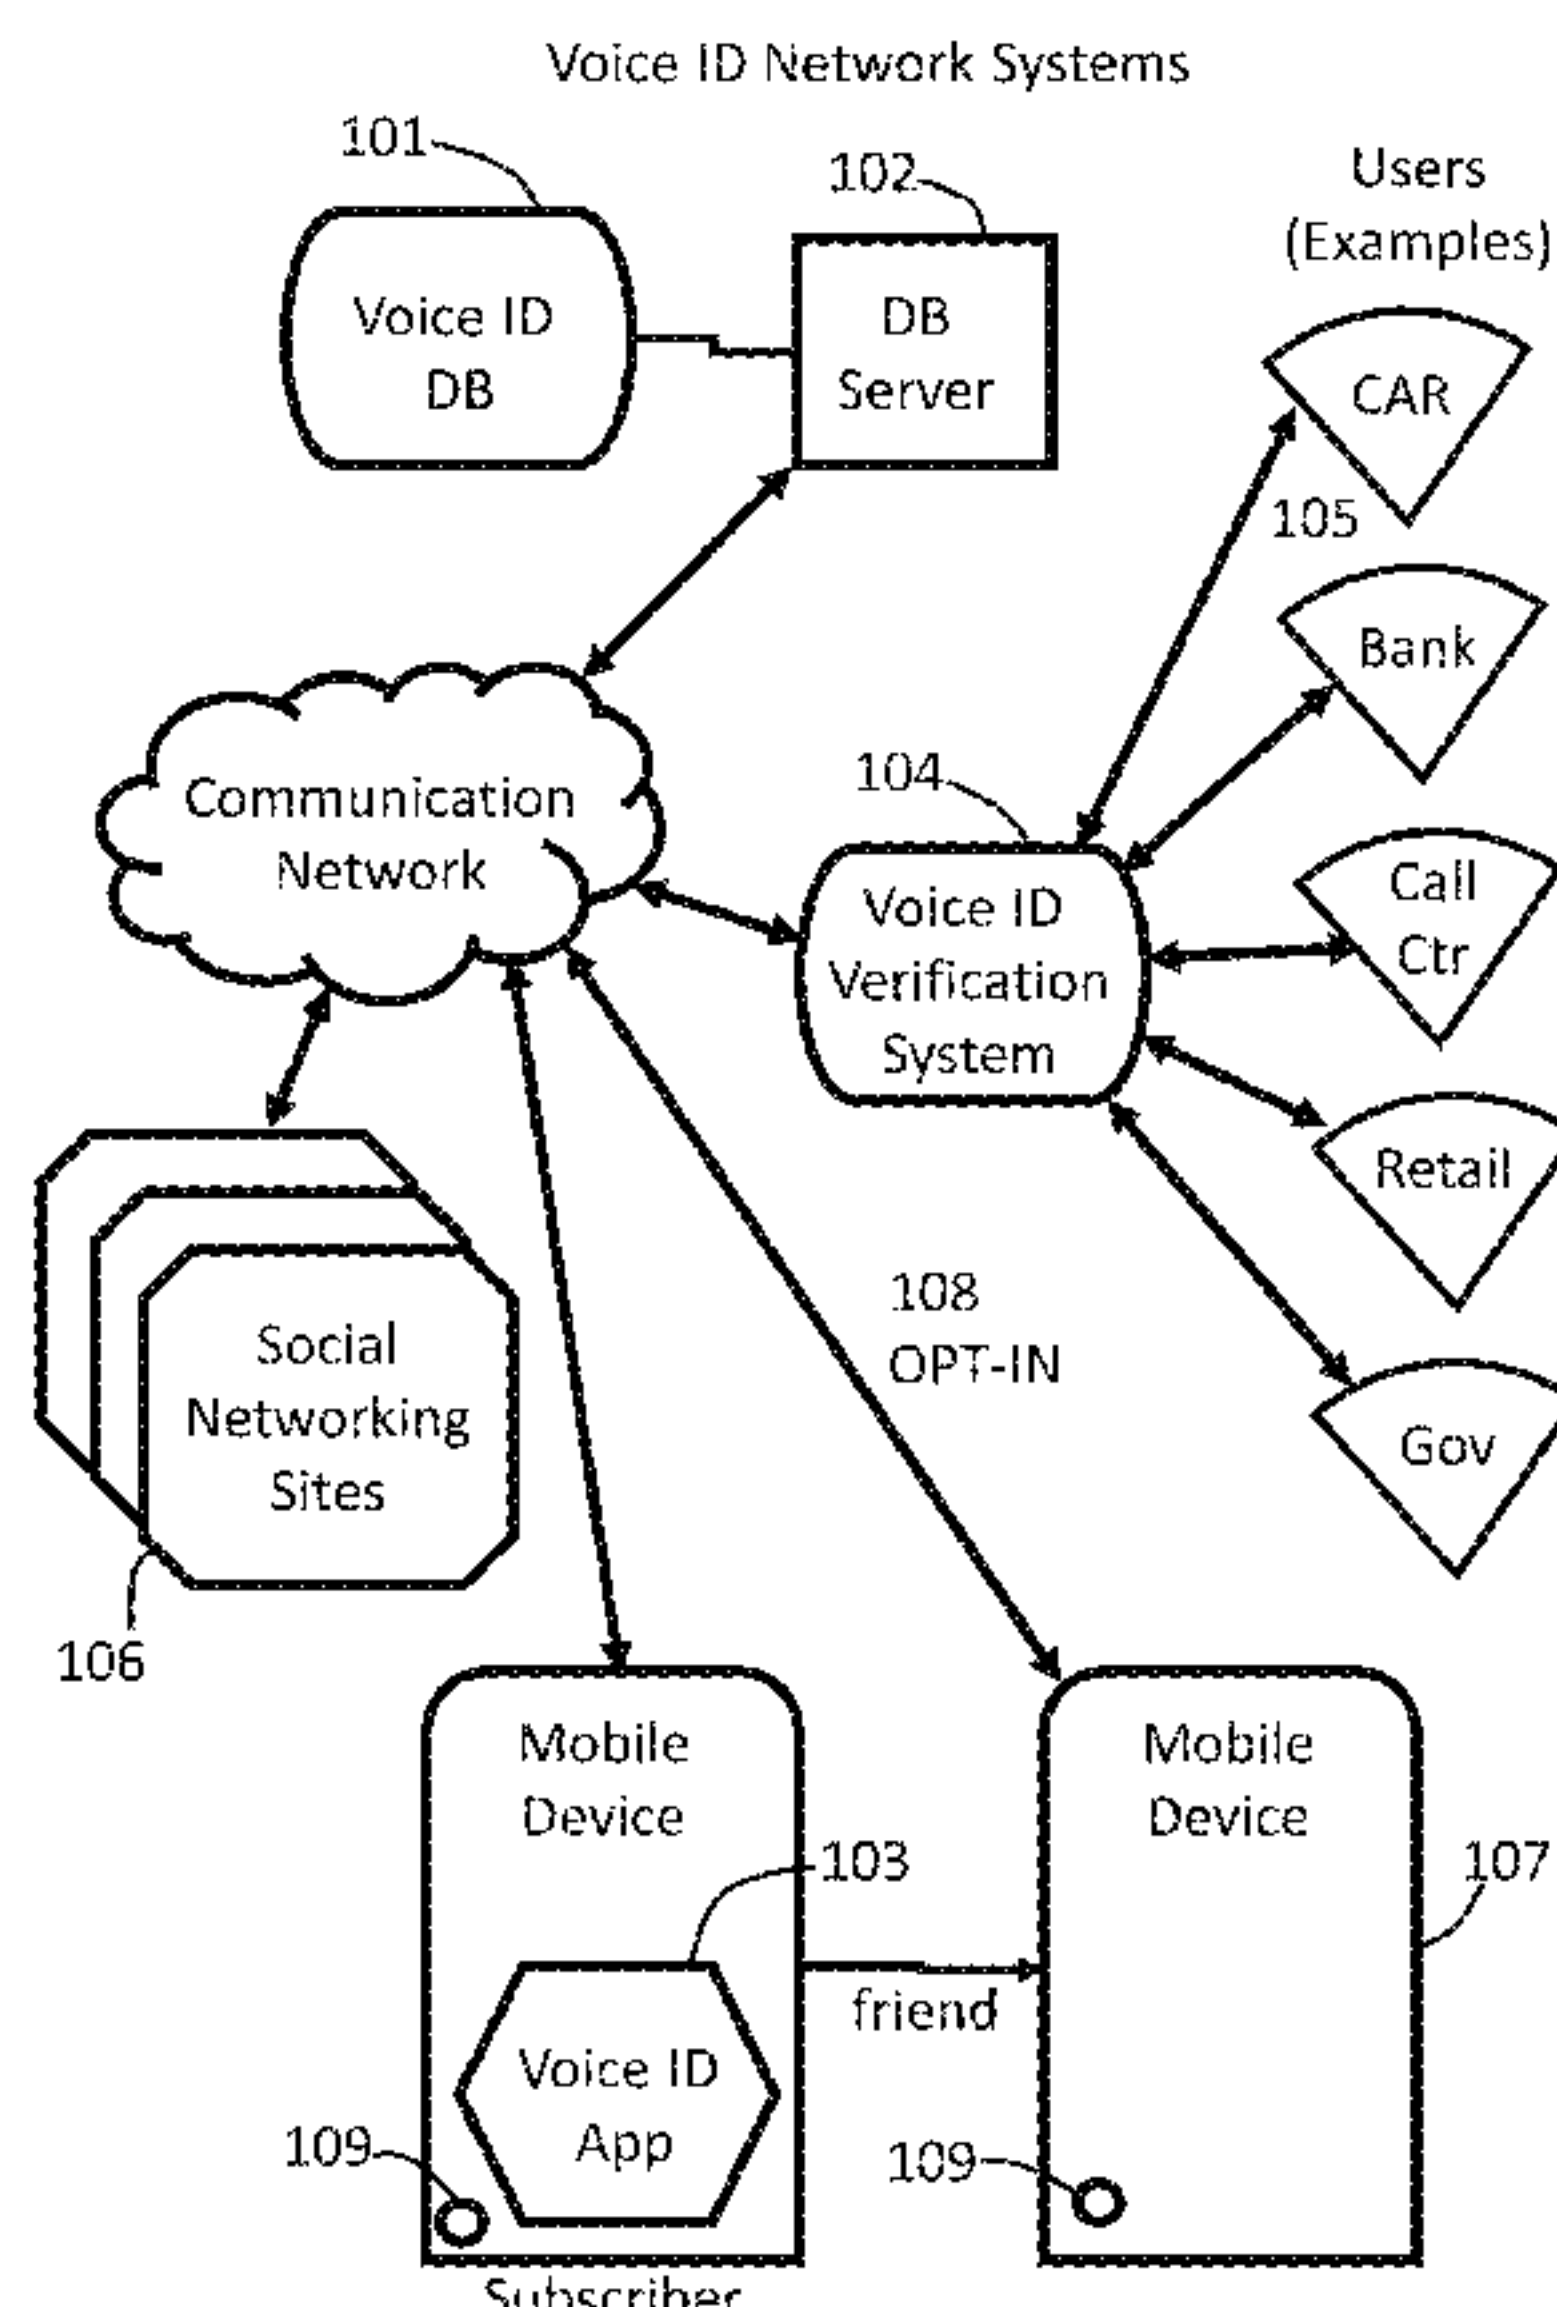 Voice ID Network Systems
101
102
Users
(Examples)
Voice ID
DB
DB
Server
CAR
105
Bank
Communication
Network
104
Voice ID
Verification
System
Call
Ctr
Retail
108
OPT-IN
Gov
Social
Networking
Sites
106
Mobile
Device
Mobile
Device
103
107
friend
Voice ID
App
109
109
Subscriber